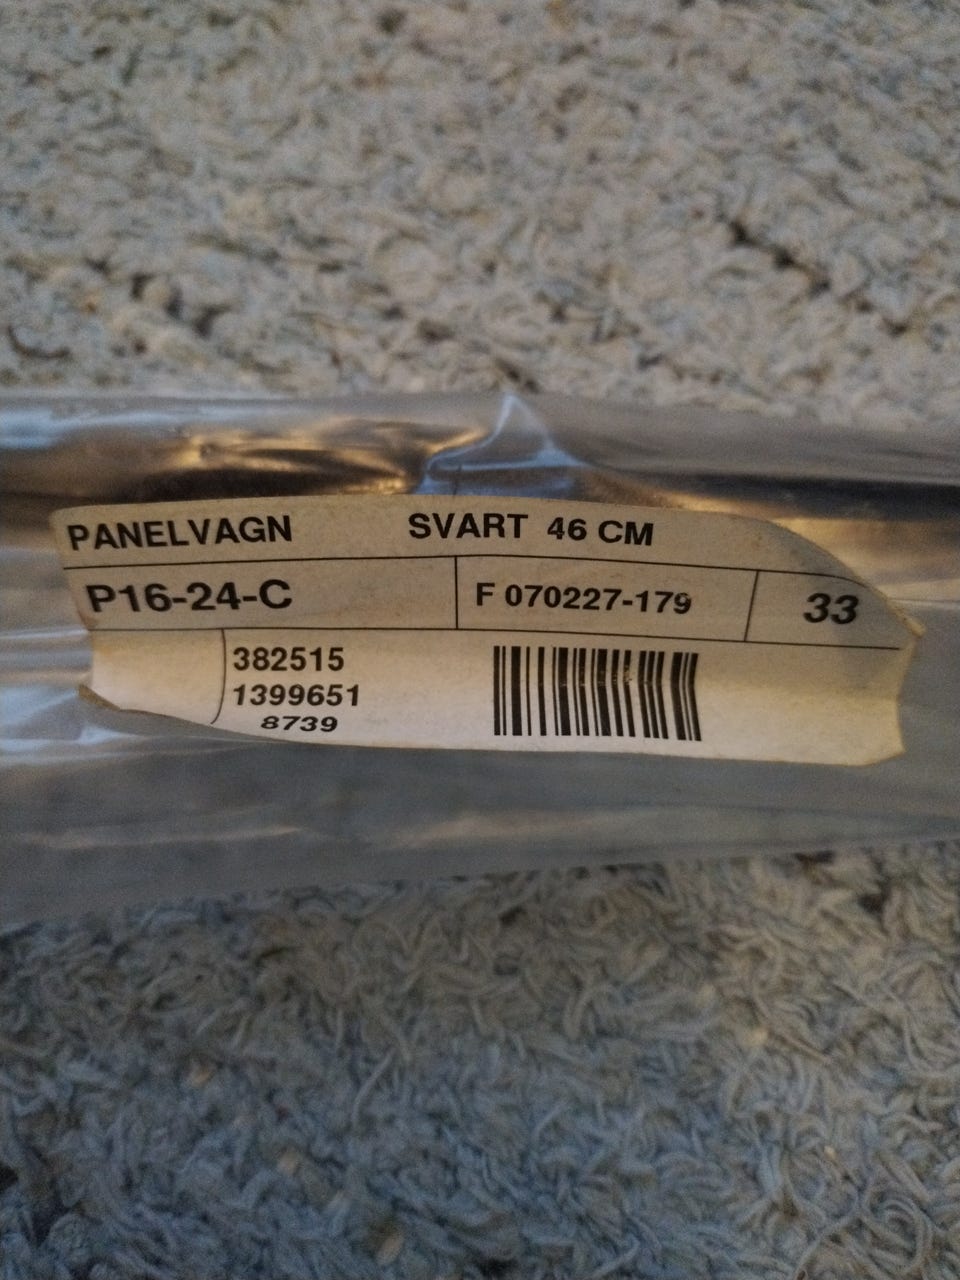 PANELVAGN SVART 46 CM
P16-24-C F 070227-179 33
382515
1399651
8739